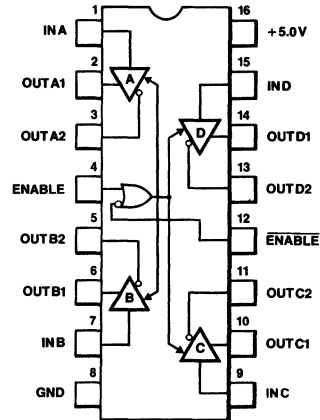 1
INA
2
OUTA1
3
OUTA2
4
ENABLE
5
OUTB2
6
OUTB1
7
INB
8
GND
16
+5.0V
15
IND
14
OUTD1
13
OUTD2
12
ENABLE
11
OUTC2
10
OUTC1
9
INC
A
D
B
C